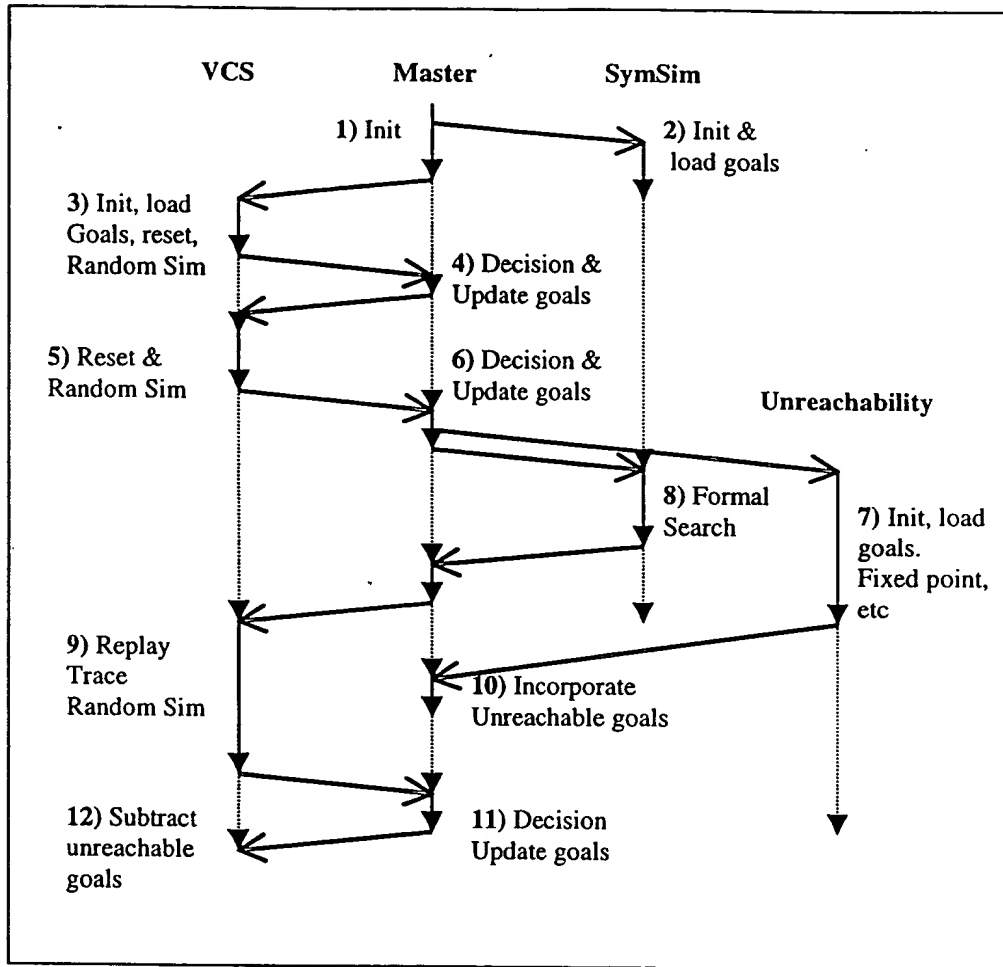 VCS Master SymSim
1) Init
2) Init &
load goals
3) Init, load
Goals, reset,
Random Sim
4) Decision &
Update goals
5) Reset &
Random Sim
6) Decision &
Update goals
Unreachability
8) Formal
Search
7) Init, load
goals.
Fixed point,
etc
9) Replay
Trace
Random Sim
10) Incorporate
Unreachable goals
12) Subtract
unreachable
goals
11) Decision
Update goals